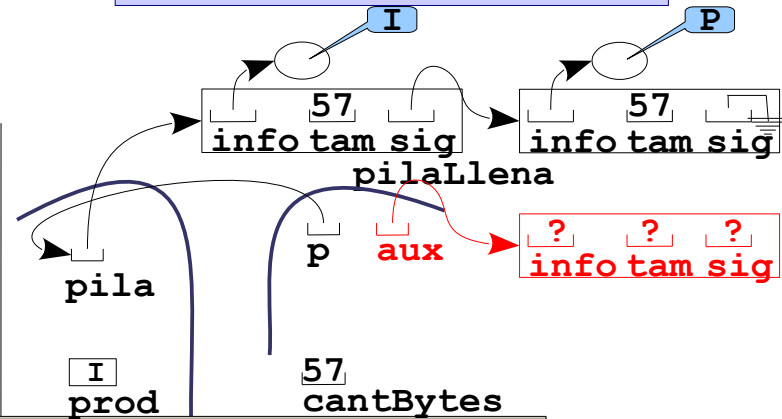 I P
57 57
info tam sig info tam sig
pilaLlena
p aux ? ? ?
info tam sig
pila
I 57
prod cantBytes